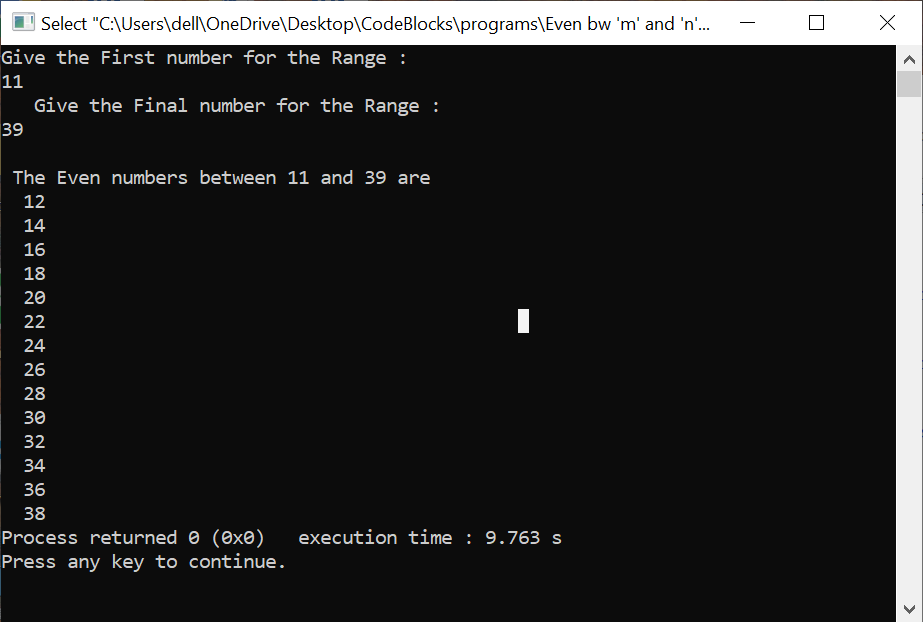 Select "C:\Users\dell\OneDrive\Desktop\CodeBlocks\programs\Even bw 'm' and 'n'...
Give the First number for the Range :
11
Give the Final number for the Range :
39
The Even numbers between 11 and 39 are
12
14
16
18
20
22
24
26
28
30
32
34
36
38
Process returned 0 (0x0)   execution time : 9.763 s
Press any key to continue.